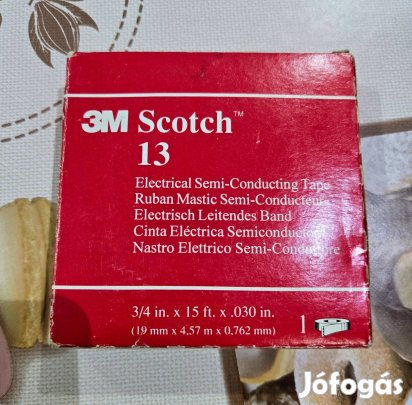 3M Scotch™
13
Electrical Semi-Conducting Tape
Ruban Mastic Semi-Conducteur
Electrisch Leitendes Band
Cinta Eléctrica Semiconductora
Nastro Elettrico Semi-Conduttore
3/4 in. x 15 ft. x .030 in.
(19 mm x 4,57 m x 0,762 mm)
1
Jófogás